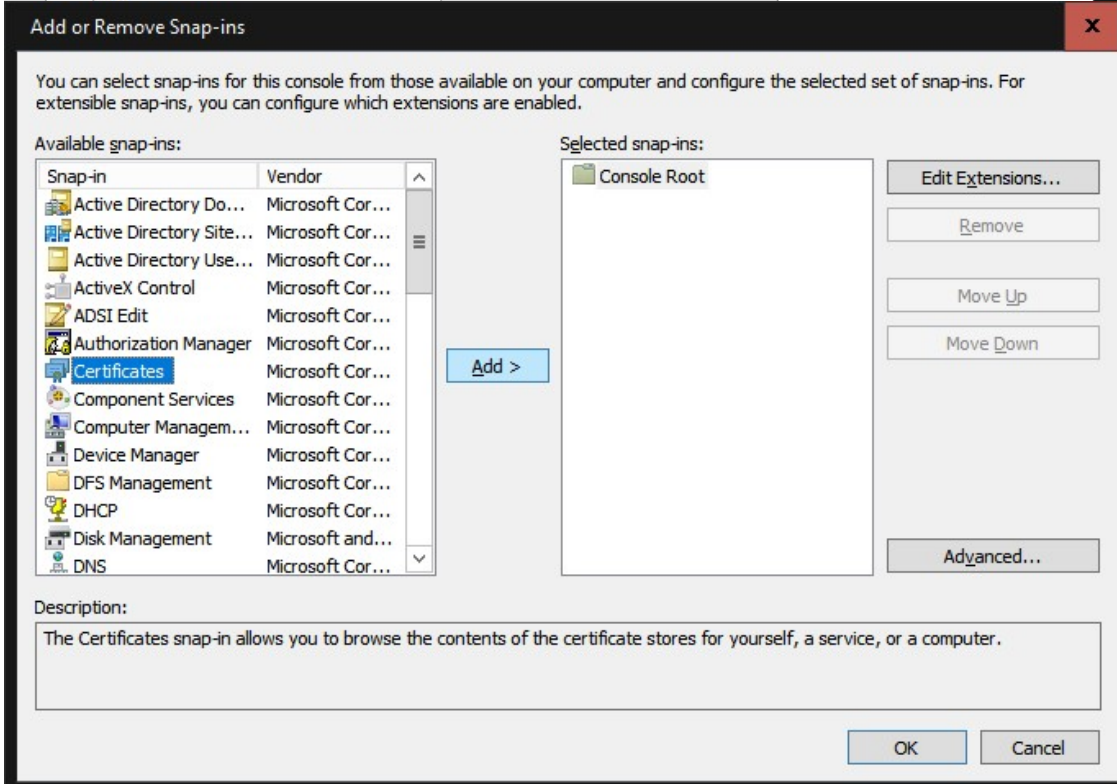 Add or Remove Snap-ins
x
You can select snap-ins for this console from those available on your computer and configure the selected set of snap-ins. For
extensible snap-ins, you can configure which extensions are enabled.
Available snap-ins:
Snap-in Vendor
Active Directory Do... Microsoft Cor...
Active Directory Site... Microsoft Cor...
Active Directory Use... Microsoft Cor...
ActiveX Control Microsoft Cor...
ADSI Edit Microsoft Cor...
Authorization Manager Microsoft Cor...
Certificates Microsoft Cor...
Component Services Microsoft Cor...
Computer Managem... Microsoft Cor...
Device Manager Microsoft Cor...
DFS Management Microsoft Cor...
DHCP Microsoft Cor...
Disk Management Microsoft and...
DNS Microsoft Cor...
Add >
Selected snap-ins:
Console Root
Edit Extensions...
Remove
Move Up
Move Down
Advanced...
Description:
The Certificates snap-in allows you to browse the contents of the certificate stores for yourself, a service, or a computer.
OK Cancel